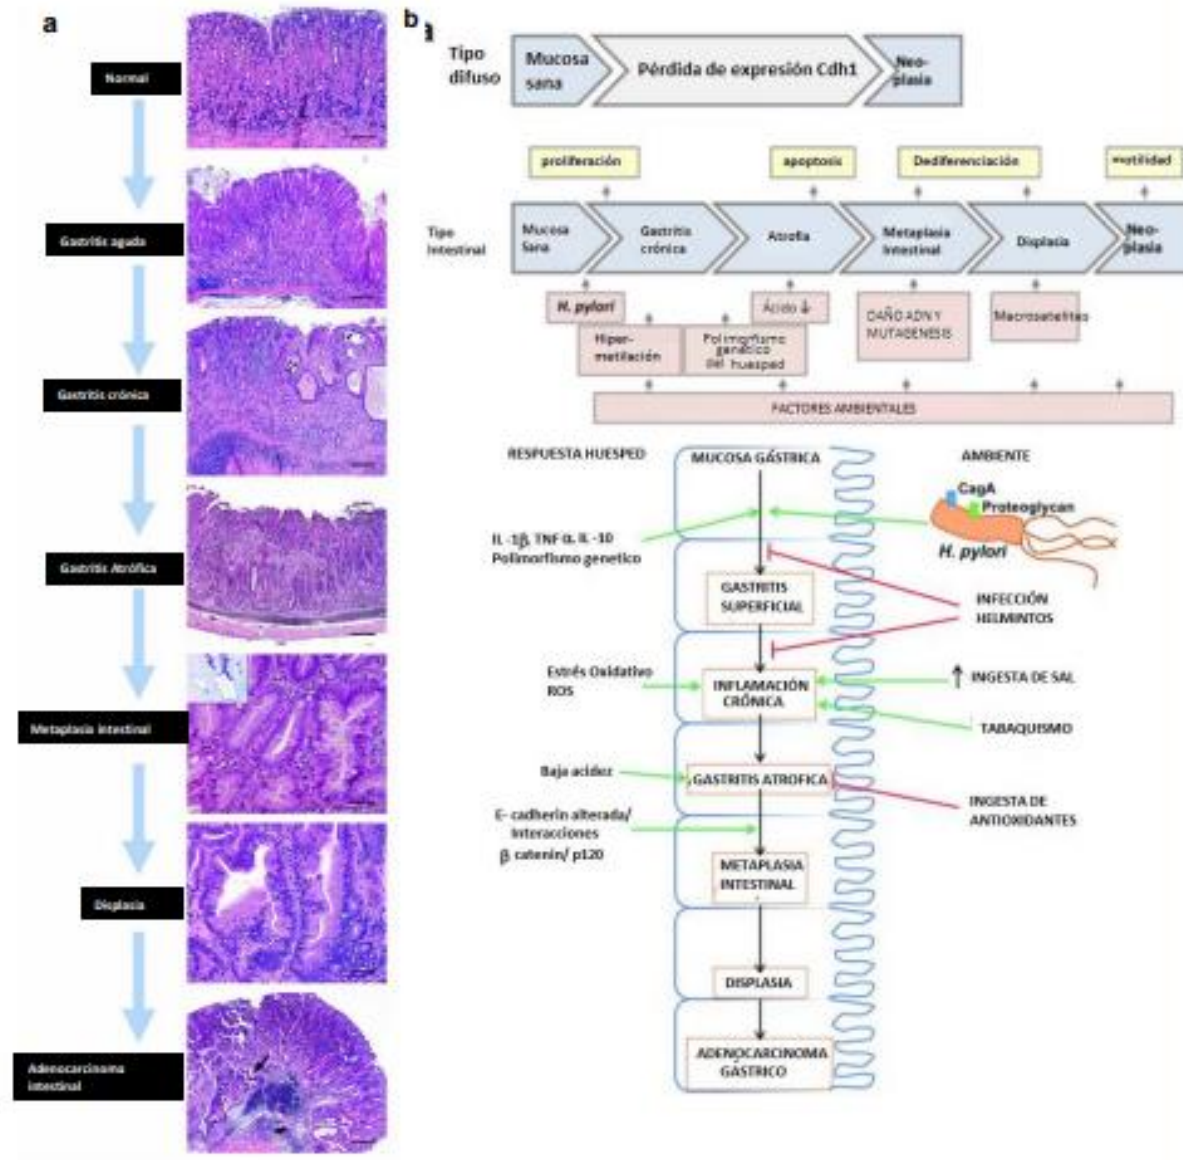 a
Normal
Gastritis aguda
Gastritis crónica
Gastritis Atrófica
Metaplasia intestinal
Displasia
Adenocarcinoma
intestinal
b
Tipo
difuso
Mucosa
sana
Pérdida de expresión Cdh1
Neo-
plasia
proliferación
apoptosis
Dediferenciación
motilidad
Tipo
Intestinal
Mucosa
Sana
Gastritis
crónica
Atrofia
Metaplasia
Intestinal
Displasia
Neo-
plasia
H. pylori
Ácido ↓
DAÑO ADN Y
MUTAGENESIS
Macrosatelites
Hiper-
metilación
Polimorfismo
genético
del huesped
FACTORES AMBIENTALES
RESPUESTA HUESPED
MUCOSA GÁSTRICA
AMBIENTE
CagA
Proteoglycan
H. pylori
IL -1β, TNF α, IL -10
Polimorfismo genetico
GASTRITIS
SUPERFICIAL
INFECCIÓN
HELMINTOS
Estrés Oxidativo
ROS
INFLAMACIÓN
CRÓNICA
↑ INGESTA DE SAL
TABAQUISMO
Baja acidez
GASTRITIS ATROFICA
INGESTA DE
ANTIOXIDANTES
E- cadherin alterada/
Interacciones
β catenin/ p120
METAPLASIA
INTESTINAL
DISPLASIA
ADENOCARCINOMA
GÁSTRICO